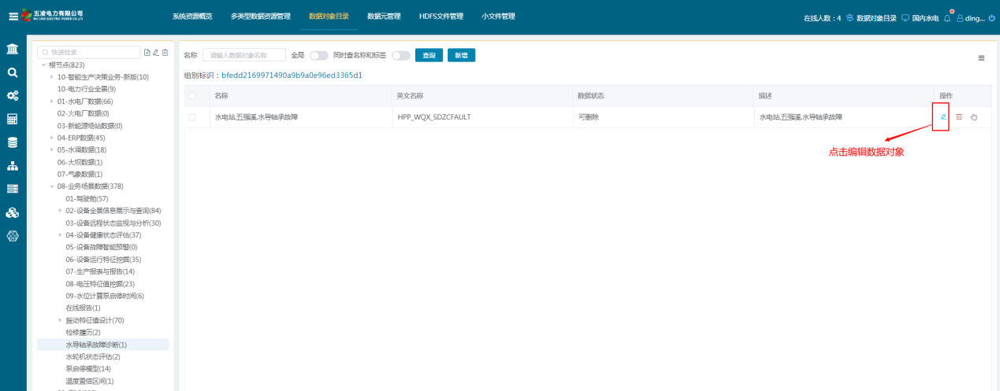 五凌电力有限公司
WU LING ELECTRIC POWER CO.,LTD
系统资源概览 多类型数据资源管理 数据对象目录 数据元管理 HDFS文件管理 小文件管理
在线人数：4 数据对象目录 国内水电 ding...
快速检索
根节点(823)
10-智能生产决策业务-新版(10)
10-电力行业全景(9)
01-水电厂数据(66)
02-火电厂数据(0)
03-新能源场站数据(0)
04-ERP数据(45)
05-水调数据(18)
06-大坝数据(1)
07-气象数据(1)
08-业务场景数据(378)
01-驾驶舱(57)
02-设备全景信息展示与查询(84)
03-设备远程状态监视与分析(30)
04-设备健康状态评估(37)
05-设备故障智能预警(0)
06-设备运行特征挖掘(35)
07-生产报表与报告(14)
08-电压特征值挖掘(23)
09-水位计算泵启停时间(6)
在线报告(1)
振动特征值设计(70)
检修履历(2)
水导轴承故障诊断(1)
水轮机状态评估(2)
泵启停模型(14)
温度置信区间(1)
名称 请输入数据对象名称 全局 同时查名称和标签 查询 新增
组别标识：bfedd2169971490a9b9a0e96ed3365d1
名称 英文名称 数据状态 描述 操作
水电站.五强溪.水导轴承故障 HPP_WQX_SDZCFAULT 可删除 水电站.五强溪.水导轴承故障
点击编辑数据对象